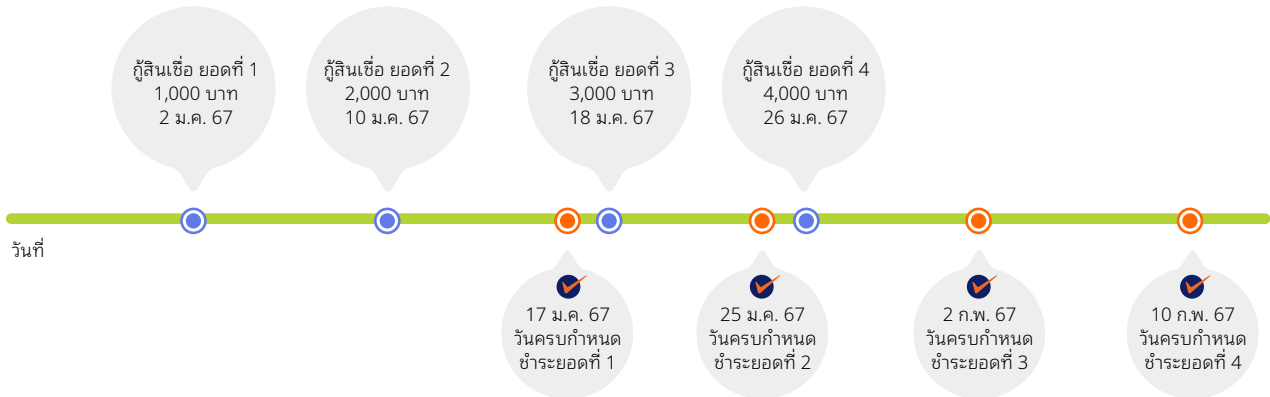 กู้สินเชื่อ ยอดที่ 1
1,000 บาท
2 ม.ค. 67
กู้สินเชื่อ ยอดที่ 2
2,000 บาท
10 ม.ค. 67
กู้สินเชื่อ ยอดที่ 3
3,000 บาท
18 ม.ค. 67
กู้สินเชื่อ ยอดที่ 4
4,000 บาท
26 ม.ค. 67
วันที่
17 ม.ค. 67
วันครบกำหนด
ชำระยอดที่ 1
25 ม.ค. 67
วันครบกำหนด
ชำระยอดที่ 2
2 ก.พ. 67
วันครบกำหนด
ชำระยอดที่ 3
10 ก.พ. 67
วันครบกำหนด
ชำระยอดที่ 4